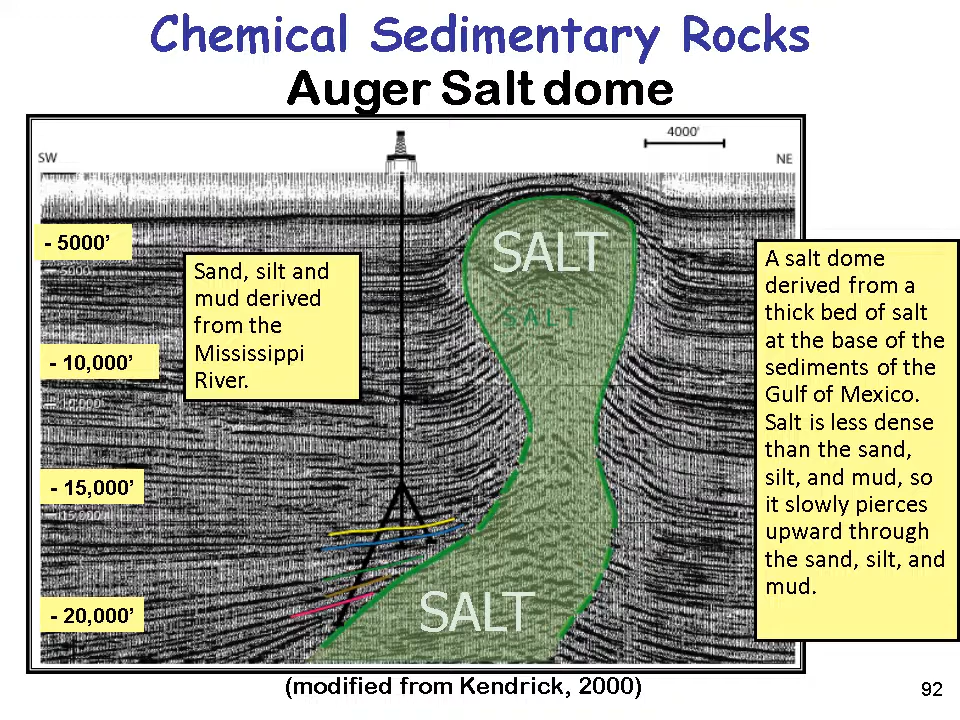 Chemical Sedimentary Rocks
Auger Salt dome
4000'
SW
NE
- 5000’
SALT
Sand, silt and
mud derived
from the
Mississippi
River.
SALT
- 10,000’
- 15,000’
15,000
SALT
- 20,000’
A salt dome
derived from a
thick bed of salt
at the base of the
sediments of the
Gulf of Mexico.
Salt is less dense
than the sand,
silt, and mud, so
it slowly pierces
upward through
the sand, silt, and
mud.
(modified from Kendrick, 2000)
92